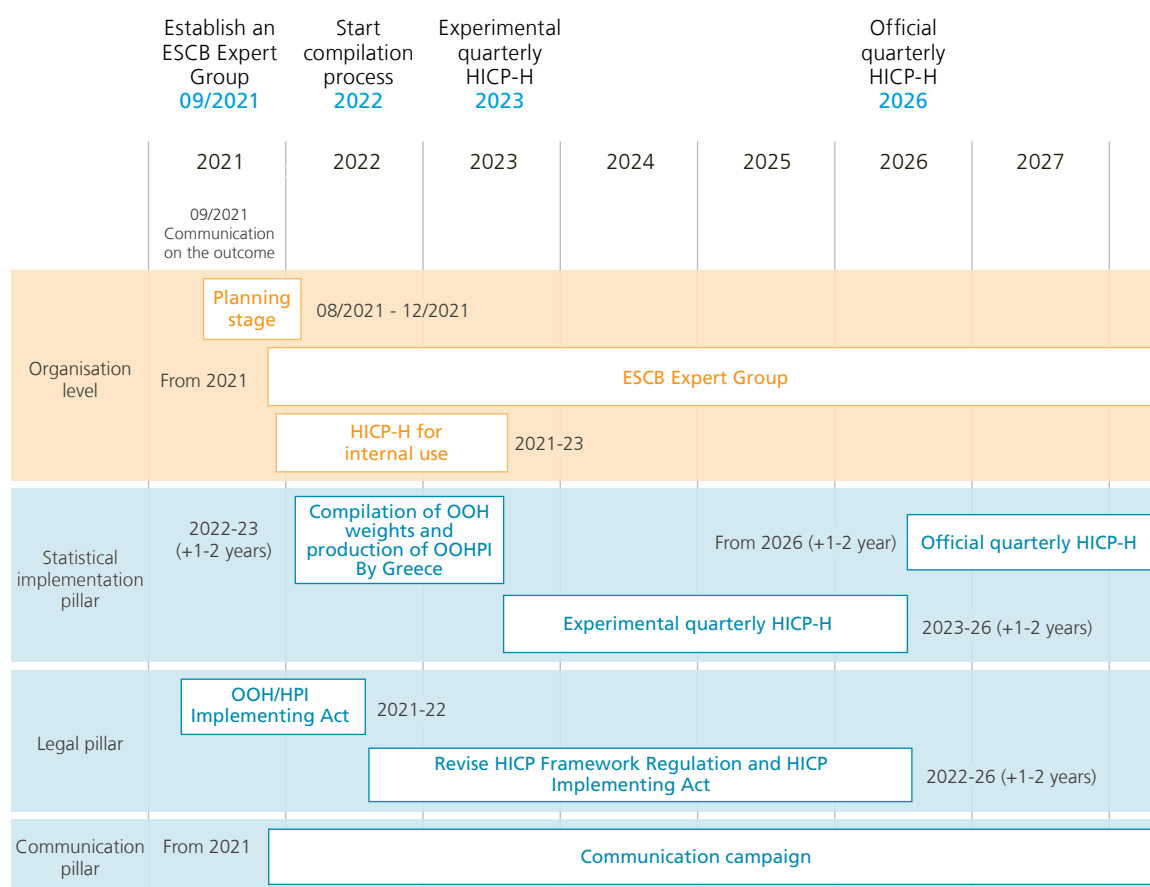 Establish an
ESCB Expert
Group
09/2021
Start
compilation
process
2022
Experimental
quarterly
HICP-H
2023
Official
quarterly
HICP-H
2026
2021
2022
2023
2024
2025
2026
2027
09/2021
Communication
on the outcome
Organisation
level
Planning
stage
08/2021 - 12/2021
From 2021
ESCB Expert Group
HICP-H for
internal use
2021-23
Statistical
implementation
pillar
2022-23
(+1-2 years)
Compilation of OOH
weights and
production of OOHPI
By Greece
From 2026 (+1-2 year)
Official quarterly HICP-H
Experimental quarterly HICP-H
2023-26 (+1-2 years)
Legal pillar
OOH/HPI
Implementing Act
2021-22
Revise HICP Framework Regulation and HICP
Implementing Act
2022-26 (+1-2 years)
Communication
pillar
From 2021
Communication campaign